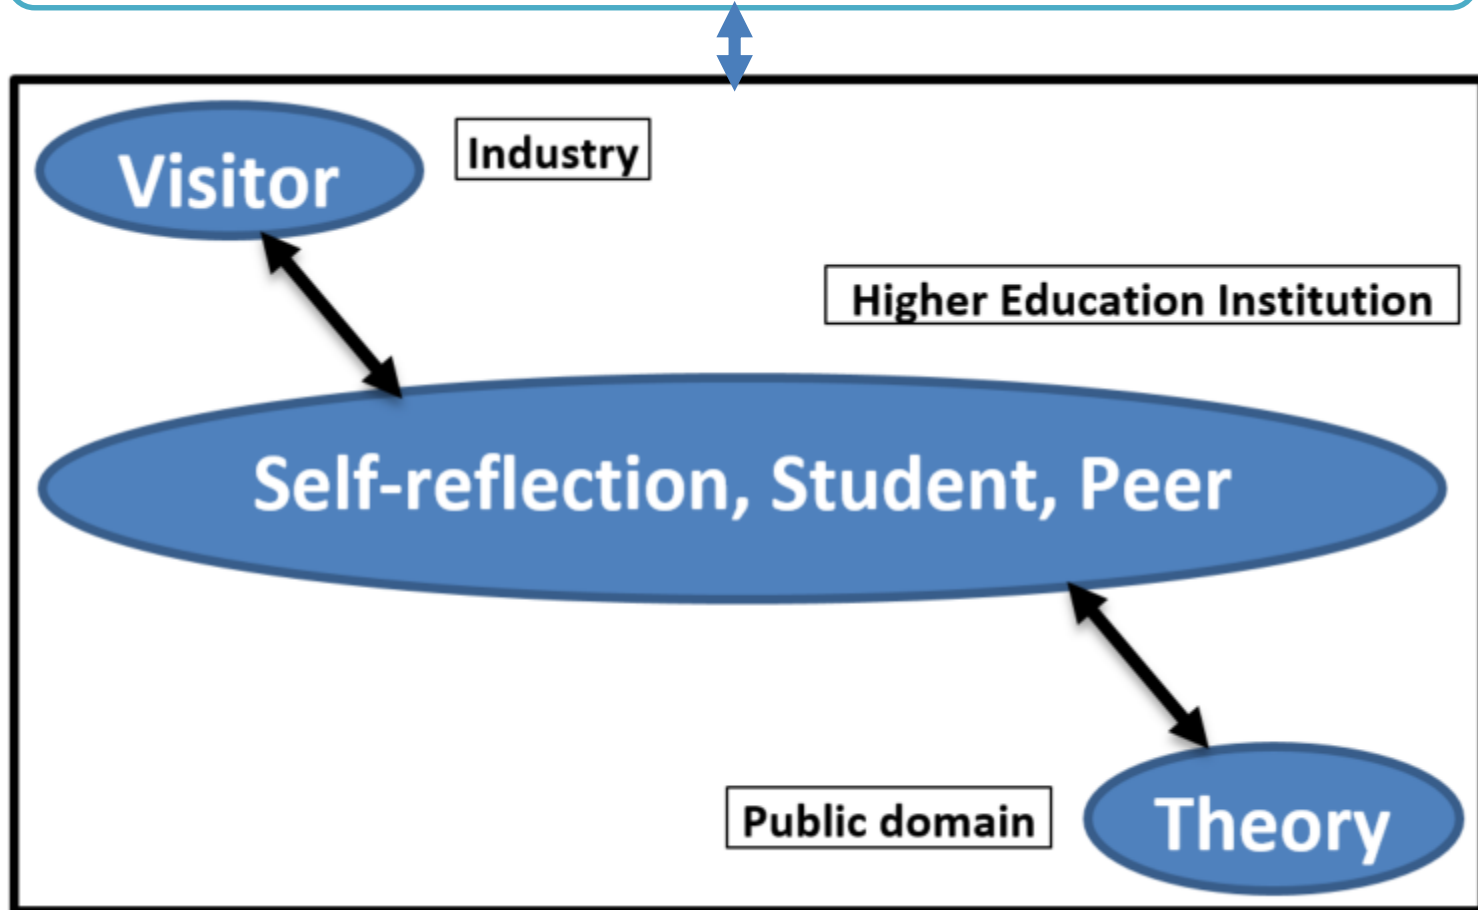 Visitor
Industry
Higher Education Institution
Self-reflection, Student, Peer
Public domain
Theory